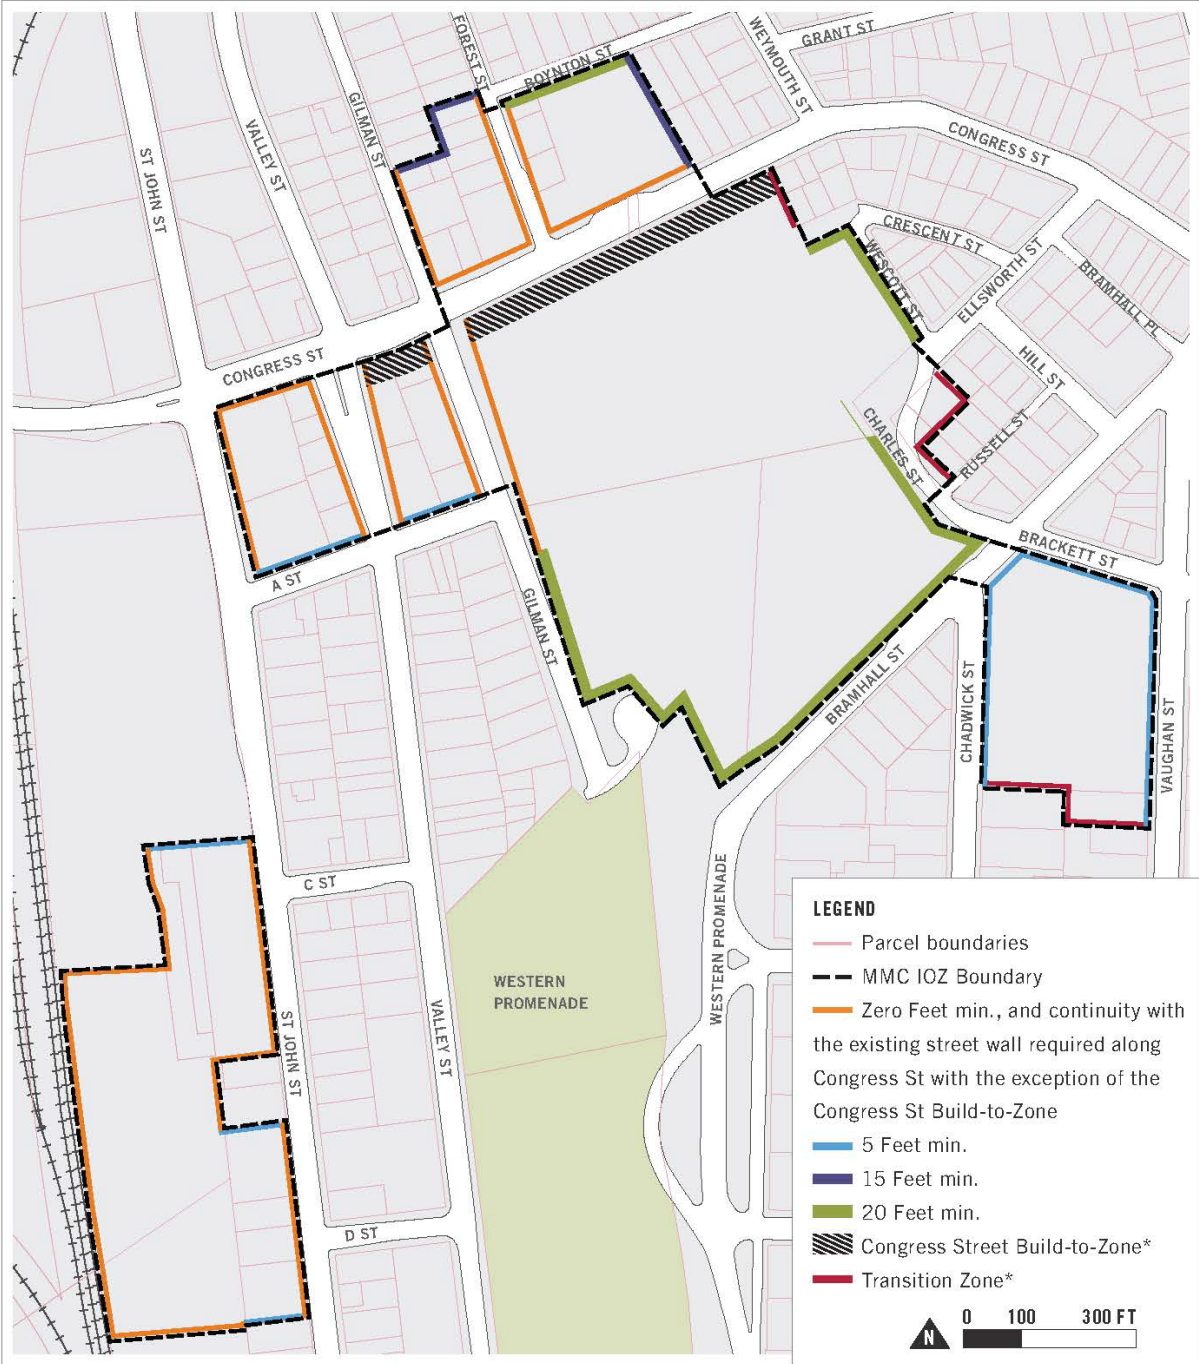 FOREST ST
BOYNTON ST
WEYMOUTH ST
GRANT ST
GILMAN ST
VALLEY ST
ST JOHN ST
CONGRESS ST
CRESCENT ST
WESCOTT ST
ELLSWORTH ST
BRAMHALL PL
HILL ST
CONGRESS ST
RUSSELL ST
CHARLES ST
BRACKETT ST
A ST
GILMAN ST
BRAMHALL ST
CHADWICK ST
VAUGHAN ST
C ST
WESTERN PROMENADE
WESTERN
PROMENADE
ST JOHN ST
VALLEY ST
D ST
LEGEND
Parcel boundaries
MMC IOZ Boundary
Zero Feet min., and continuity with
the existing street wall required along
Congress St with the exception of the
Congress St Build-to-Zone
5 Feet min.
15 Feet min.
20 Feet min.
Congress Street Build-to-Zone*
Transition Zone*
N
0 100 300 FT